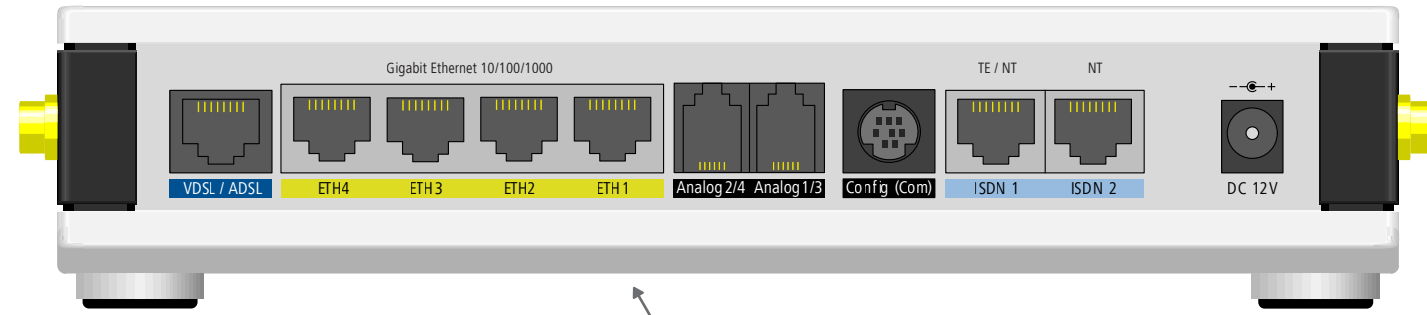 Gigabit Ethernet 10/100/1000
TE / NT
NT
VDSL / ADSL
ETH4
ETH3
ETH2
ETH1
Analog 2/4
Analog 1/3
Config (Com)
ISDN 1
ISDN 2
DC 12V